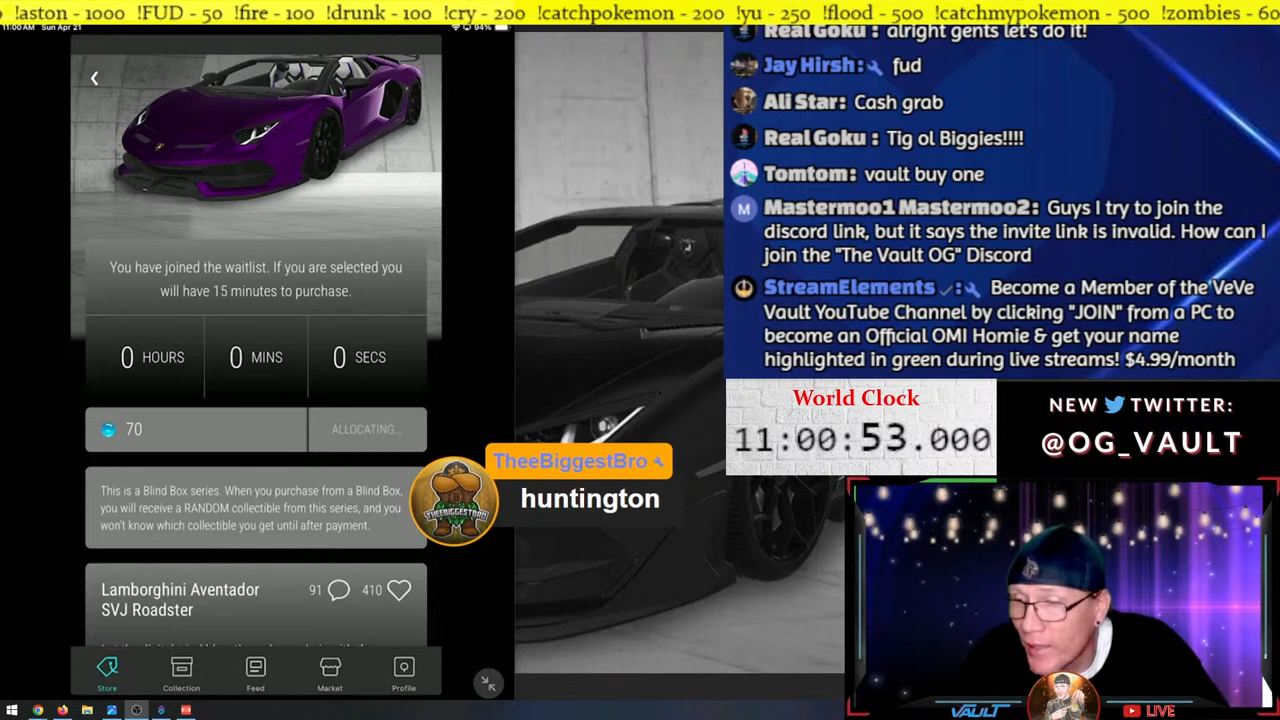 !aston - 1000 !FUD - 50 !fire - 100 !drunk - 100 !cry - 200 !catchpokemon - 200 !yu - 250 !flood - 500 !catchmypokemon - 500 !zombies - 60
11:00 AM Sun Apr 21
94%
You have joined the waitlist. If you are selected you
will have 15 minutes to purchase.
0 HOURS 0 MINS 0 SECS
70 ALLOCATING...
This is a Blind Box series. When you purchase from a Blind Box,
you will receive a RANDOM collectible from this series, and you
won't know which collectible you get until after payment.
Lamborghini Aventador
SVJ Roadster
91 410
Store Collection Feed Market Profile
TheeBiggestBro
huntington
THEEBIGGESTBRO
Real Goku : alright gents let's do it!
Jay Hirsh: fud
Ali Star: Cash grab
Real Goku : Tig ol Biggies!!!!
Tomtom: vault buy one
M Mastermoo1 Mastermoo2: Guys I try to join the
discord link, but it says the invite link is invalid. How can I
join the "The Vault OG" Discord
StreamElements: Become a Member of the VeVe
Vault YouTube Channel by clicking "JOIN" from a PC to
become an Official OMI Homie & get your name
highlighted in green during live streams! $4.99/month
World Clock
11:00:53.000
NEW TWITTER:
@OG_VAULT
VAULT
LIVE